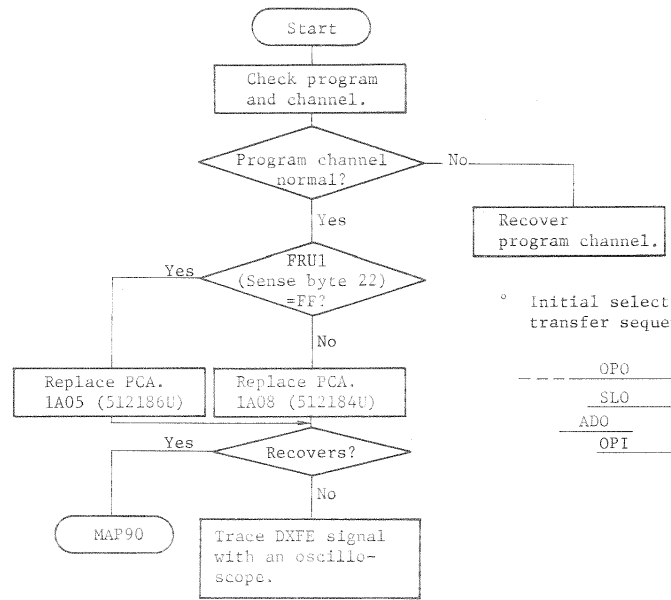 Start
Check program
and channel.
Program channel
normal?
No
Yes
Recover
program channel.
FRU1
(Sense byte 22)
=FF?
Yes
No
° Initial select
transfer seque
Replace PCA.
1A05 (512186U)
Replace PCA.
1A08 (512184U)
OPO
SLO
ADO
OPI
Recovers?
Yes
No
MAP90
Trace DXFE signal
with an oscillo-
scope.